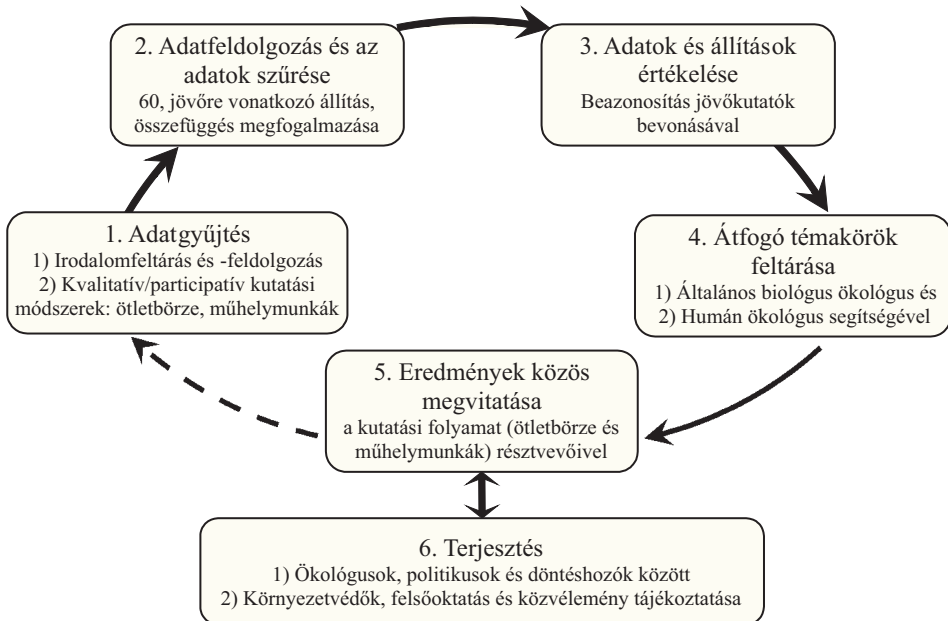 1. Adatgyűjtés
1) Irodalomfeltárás és -feldolgozás
2) Kvalitatív/participatív kutatási
módszerek: ötletbörze, műhelymunkák
2. Adatfeldolgozás és az
adatok szűrése
60, jövőre vonatkozó állítás,
összefüggés megfogalmazása
3. Adatok és állítások
értékelése
Beazonosítás jövőkutatók
bevonásával
4. Átfogó témakörök
feltárása
1) Általános biológus ökológus és
2) Humán ökológus segítségével
5. Eredmények közös
megvitatása
a kutatási folyamat (ötletbörze és
műhelymunkák) résztvevőivel
6. Terjesztés
1) Ökológusok, politikusok és döntéshozók között
2) Környezetvédők, felsőoktatás és közvélemény tájékoztatása